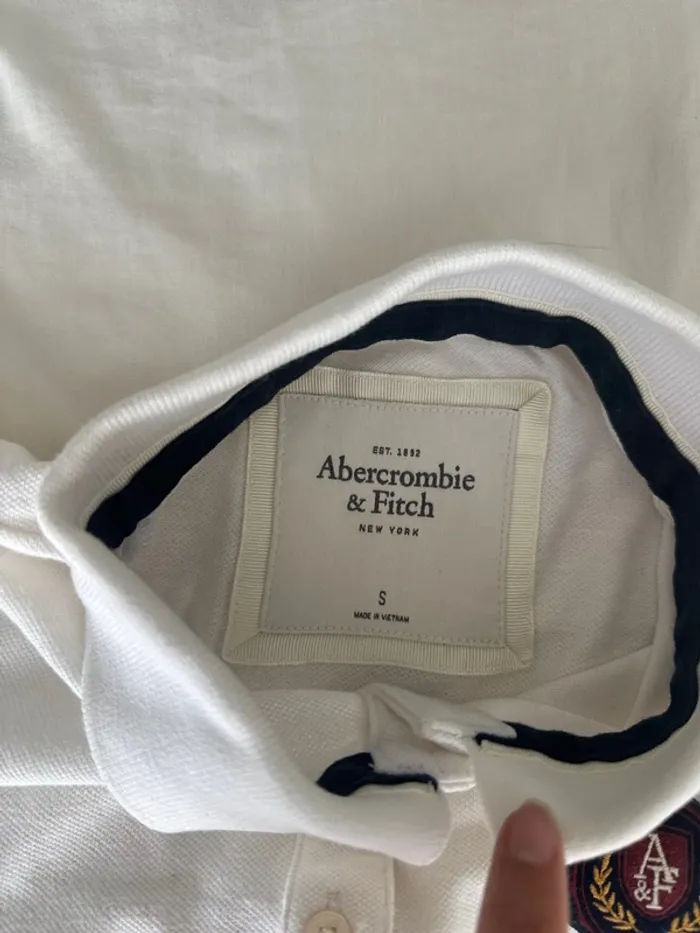 EST. 1892
Abercrombie
& Fitch
NEW YORK
S
MADE IN VIETNAM
A
&F